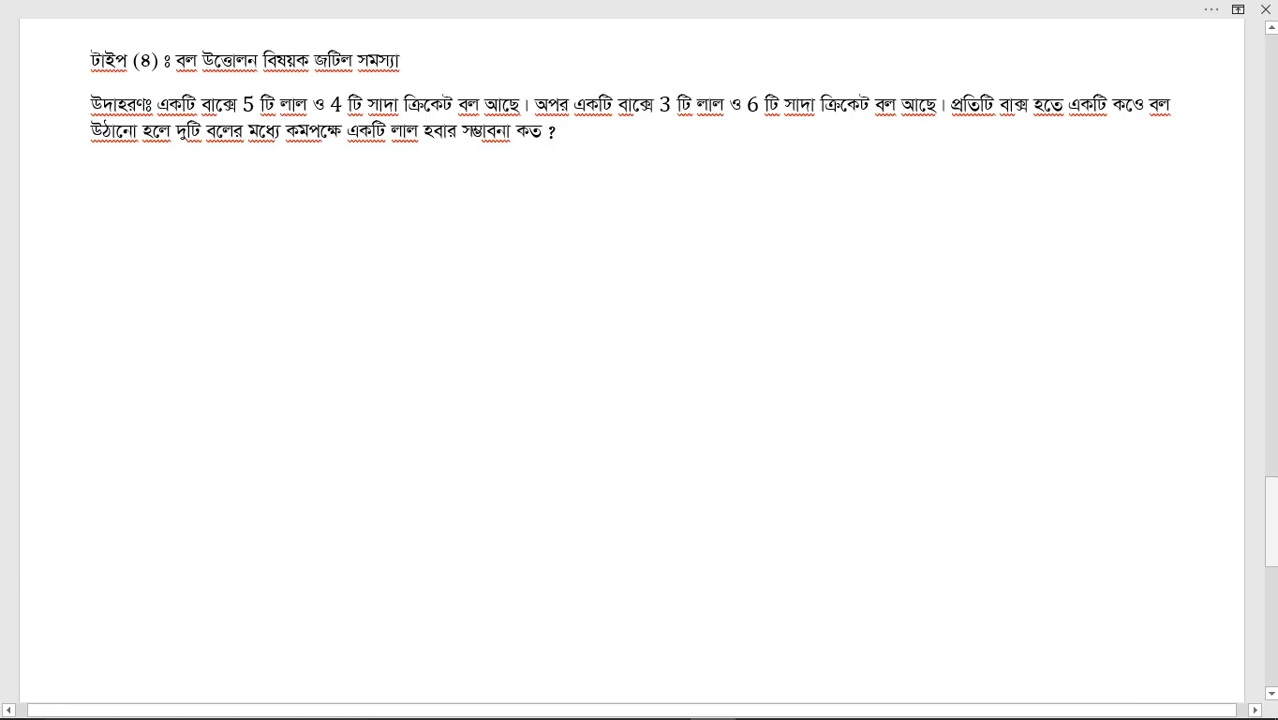 টাইপ (৪) ঃ বল উত্তোলন বিষয়ক জটিল সমস্যা
উদাহরণঃ একটি বাক্সে 5 টি লাল ও 4 টি সাদা ক্রিকেট বল আছে। অপর একটি বাক্সে 3 টি লাল ও 6 টি সাদা ক্রিকেট বল আছে। প্রতিটি বাক্স হতে একটি কওে বল
উঠানো হলে দুটি বলের মধ্যে কমপক্ষে একটি লাল হবার সম্ভাবনা কত ?